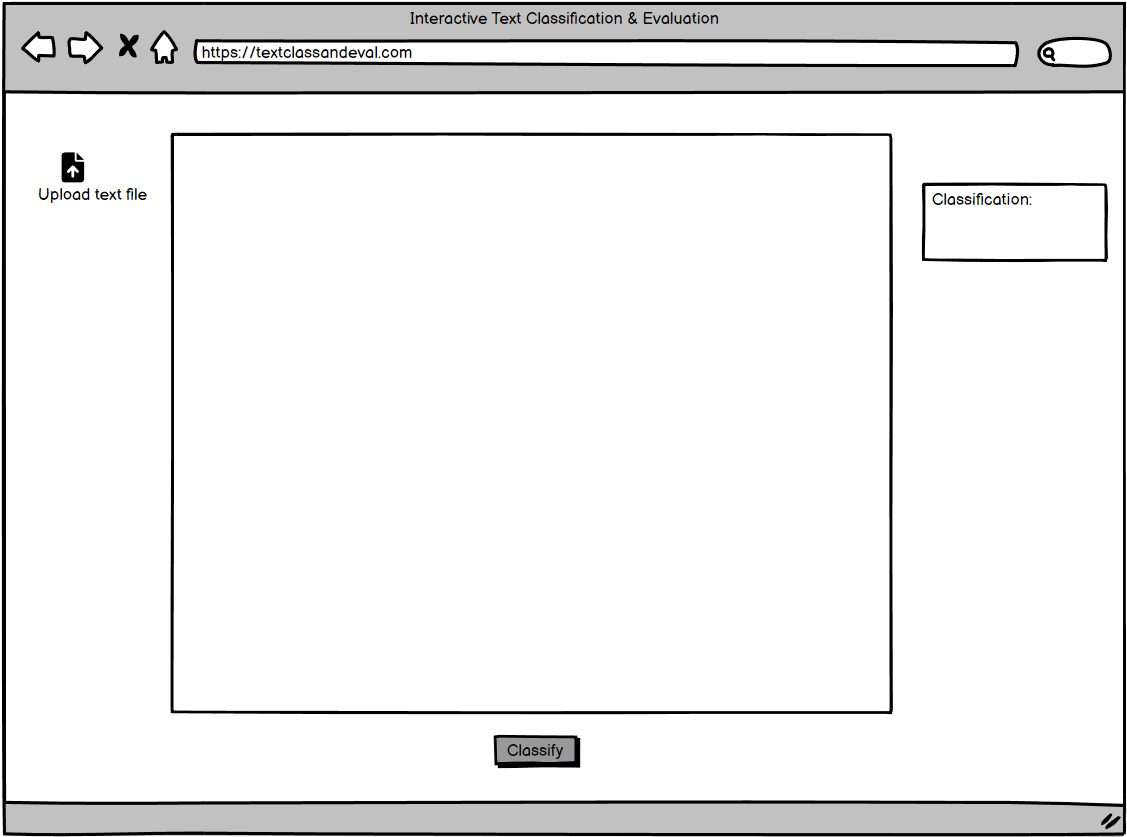 Interactive Text Classification & Evaluation
https://textclassandeval.com
Upload text file
Classification:
Classify